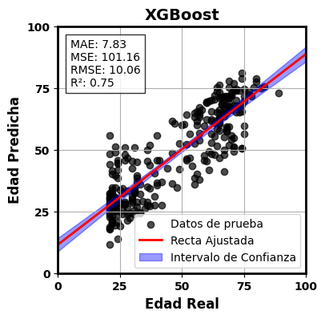 XGBoost
MAE: 7.83
MSE: 101.16
RMSE: 10.06
R²: 0.75
Edad Predicha
100
75
50
25
0
Datos de prueba
Recta Ajustada
Intervalo de Confianza
0 25 50 75 100
Edad Real